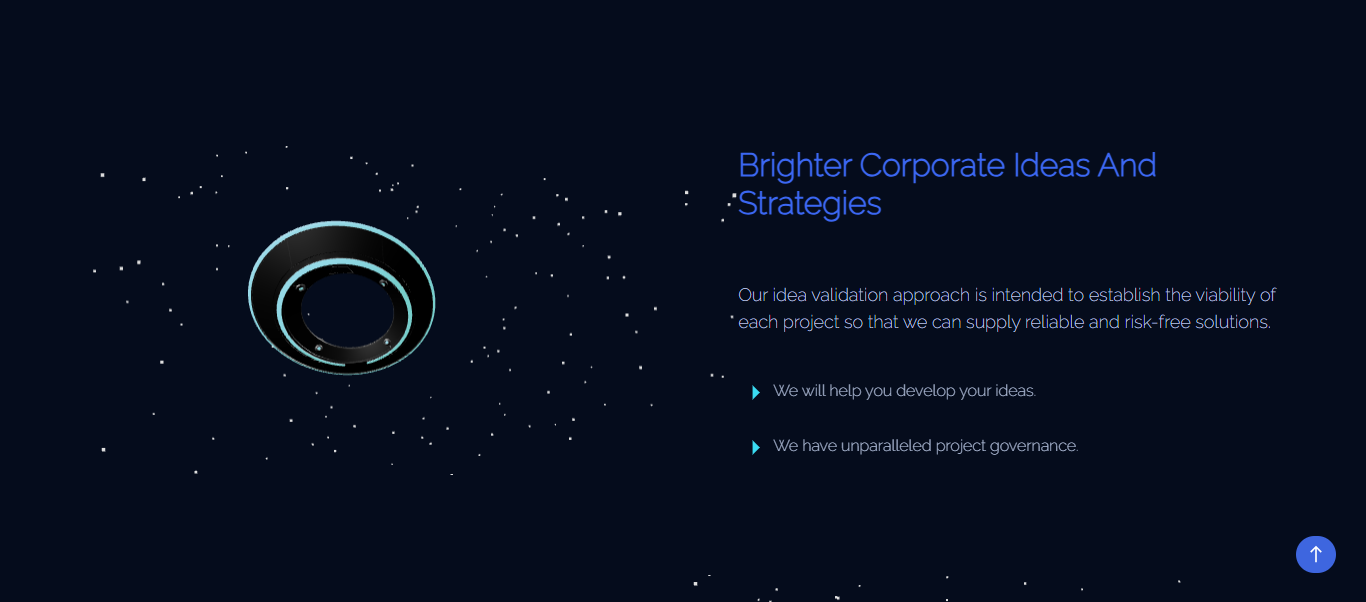 Brighter Corporate Ideas And
Strategies
Our idea validation approach is intended to establish the viability of
each project so that we can supply reliable and risk-free solutions.
We will help you develop your ideas.
We have unparalleled project governance.